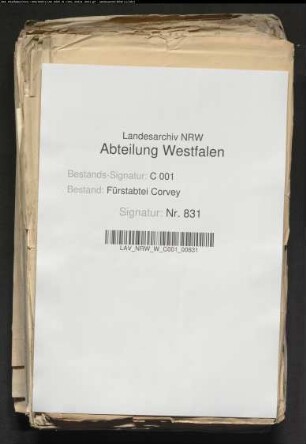 Landesarchiv NRW
Abteilung Westfalen
Bestands-Signatur: C 001
Bestand: Fürstabtei Corvey
Signatur: Nr. 831
LAV_NRW_W_C001_00831